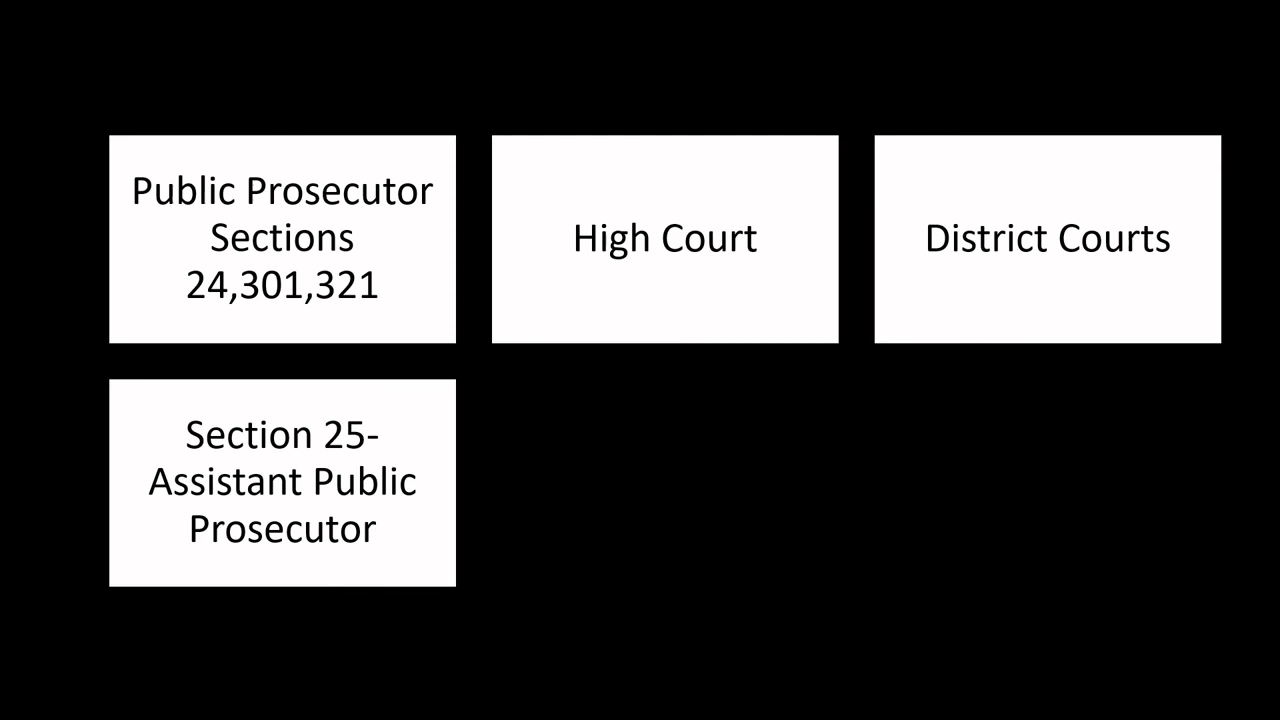 Public Prosecutor
Sections
24,301,321
High Court
District Courts
Section 25-
Assistant Public
Prosecutor